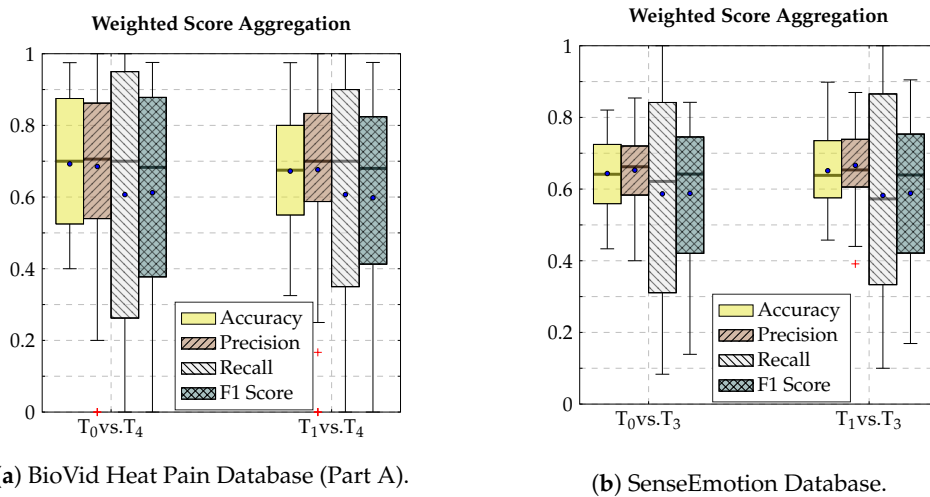 Weighted Score Aggregation
1
0.8
0.6
0.4
0.2
0
Accuracy
Precision
Recall
F1 Score
T0vs.T4
T1vs.T4
(a) BioVid Heat Pain Database (Part A).
Weighted Score Aggregation
1
0.8
0.6
0.4
0.2
0
Accuracy
Precision
Recall
F1 Score
T0vs.T3
T1vs.T3
(b) SenseEmotion Database.